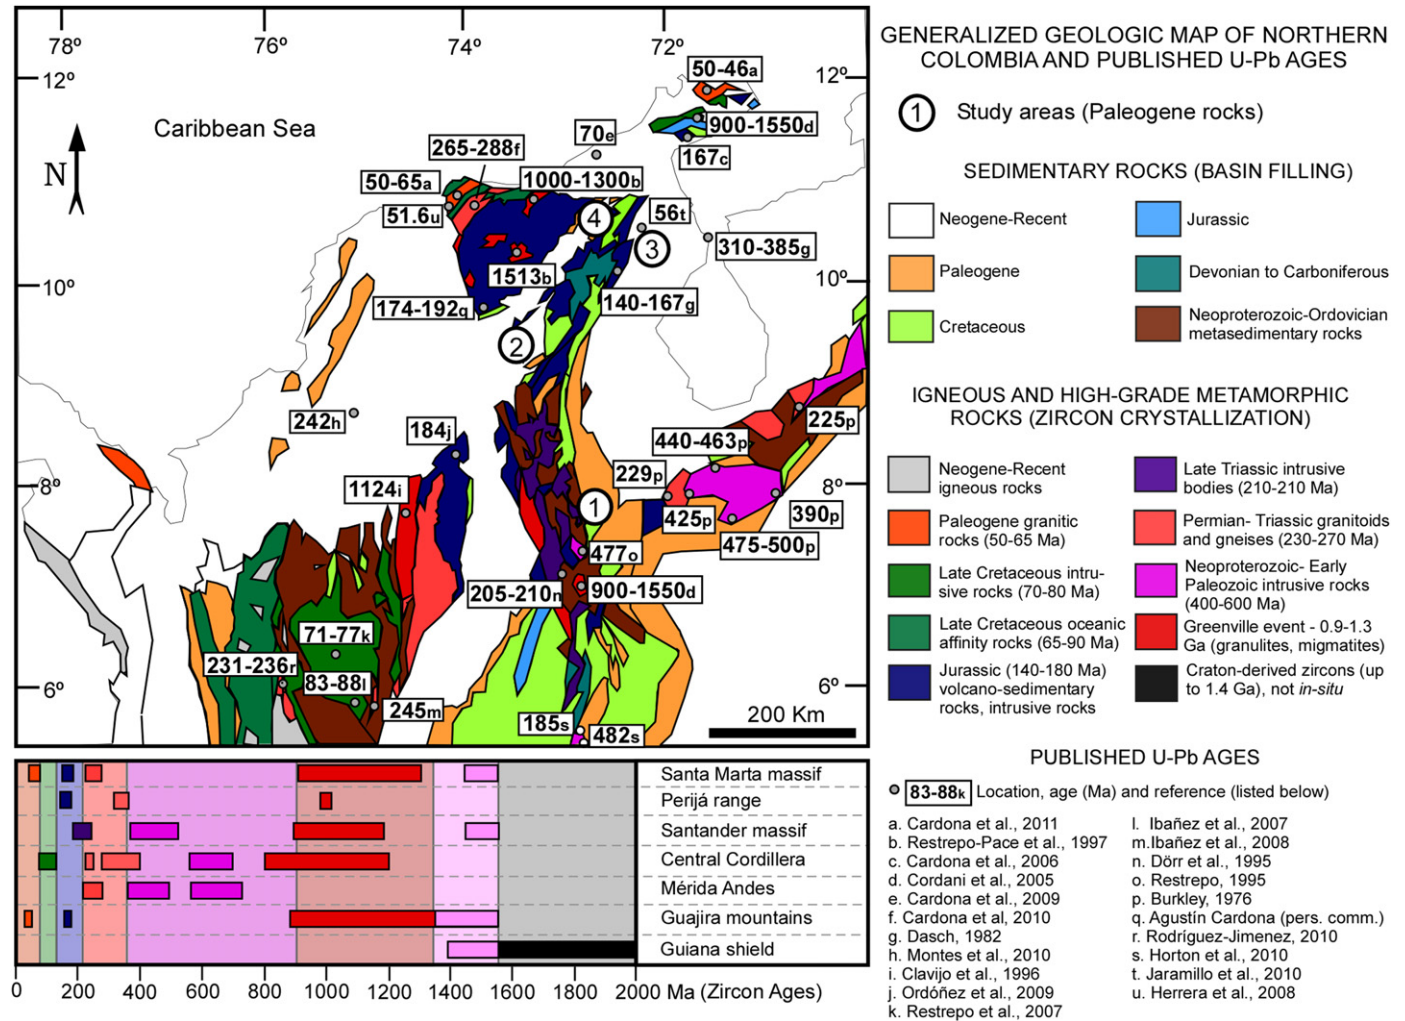 78º
76º
74º
72º
12º
12º
10º
10º
8º
8º
6º
6º
Caribbean Sea
N
50-46a
900-1550d
167c
70e
265-288f
1000-1300b
50-65a
51.6u
4
56t
3
310-385g
1513b
140-167g
174-192q
2
242h
184j
1124i
440-463p
225p
229p
1
425p
390p
475-500p
477o
205-210n
900-1550d
71-77k
231-236r
83-88l
245m
185s
482s
200 Km
GENERALIZED GEOLOGIC MAP OF NORTHERN
COLOMBIA AND PUBLISHED U-Pb AGES
1 Study areas (Paleogene rocks)
SEDIMENTARY ROCKS (BASIN FILLING)
Neogene-Recent
Paleogene
Cretaceous
Jurassic
Devonian to Carboniferous
Neoproterozoic-Ordovician
metasedimentary rocks
IGNEOUS AND HIGH-GRADE METAMORPHIC
ROCKS (ZIRCON CRYSTALLIZATION)
Neogene-Recent
igneous rocks
Paleogene granitic
rocks (50-65 Ma)
Late Cretaceous intru-
sive rocks (70-80 Ma)
Late Cretaceous oceanic
affinity rocks (65-90 Ma)
Jurassic (140-180 Ma)
volcano-sedimentary
rocks, intrusive rocks
Late Triassic intrusive
bodies (210-210 Ma)
Permian- Triassic granitoids
and gneises (230-270 Ma)
Neoproterozoic- Early
Paleozoic intrusive rocks
(400-600 Ma)
Greenville event - 0.9-1.3
Ga (granulites, migmatites)
Craton-derived zircons (up
to 1.4 Ga), not in-situ
PUBLISHED U-Pb AGES
83-88k Location, age (Ma) and reference (listed below)
a. Cardona et al., 2011
b. Restrepo-Pace et al., 1997
c. Cardona et al., 2006
d. Cordani et al., 2005
e. Cardona et al., 2009
f. Cardona et al, 2010
g. Dasch, 1982
h. Montes et al., 2010
i. Clavijo et al., 1996
j. Ordóñez et al., 2009
k. Restrepo et al., 2007
l. Ibañez et al., 2007
m.Ibañez et al., 2008
n. Dörr et al., 1995
o. Restrepo, 1995
p. Burkley, 1976
q. Agustín Cardona (pers. comm.)
r. Rodríguez-Jimenez, 2010
s. Horton et al., 2010
t. Jaramillo et al., 2010
u. Herrera et al., 2008
Santa Marta massif
Perijá range
Santander massif
Central Cordillera
Mérida Andes
Guajira mountains
Guiana shield
0 200 400 600 800 1000 1200 1400 1600 1800 2000 Ma (Zircon Ages)